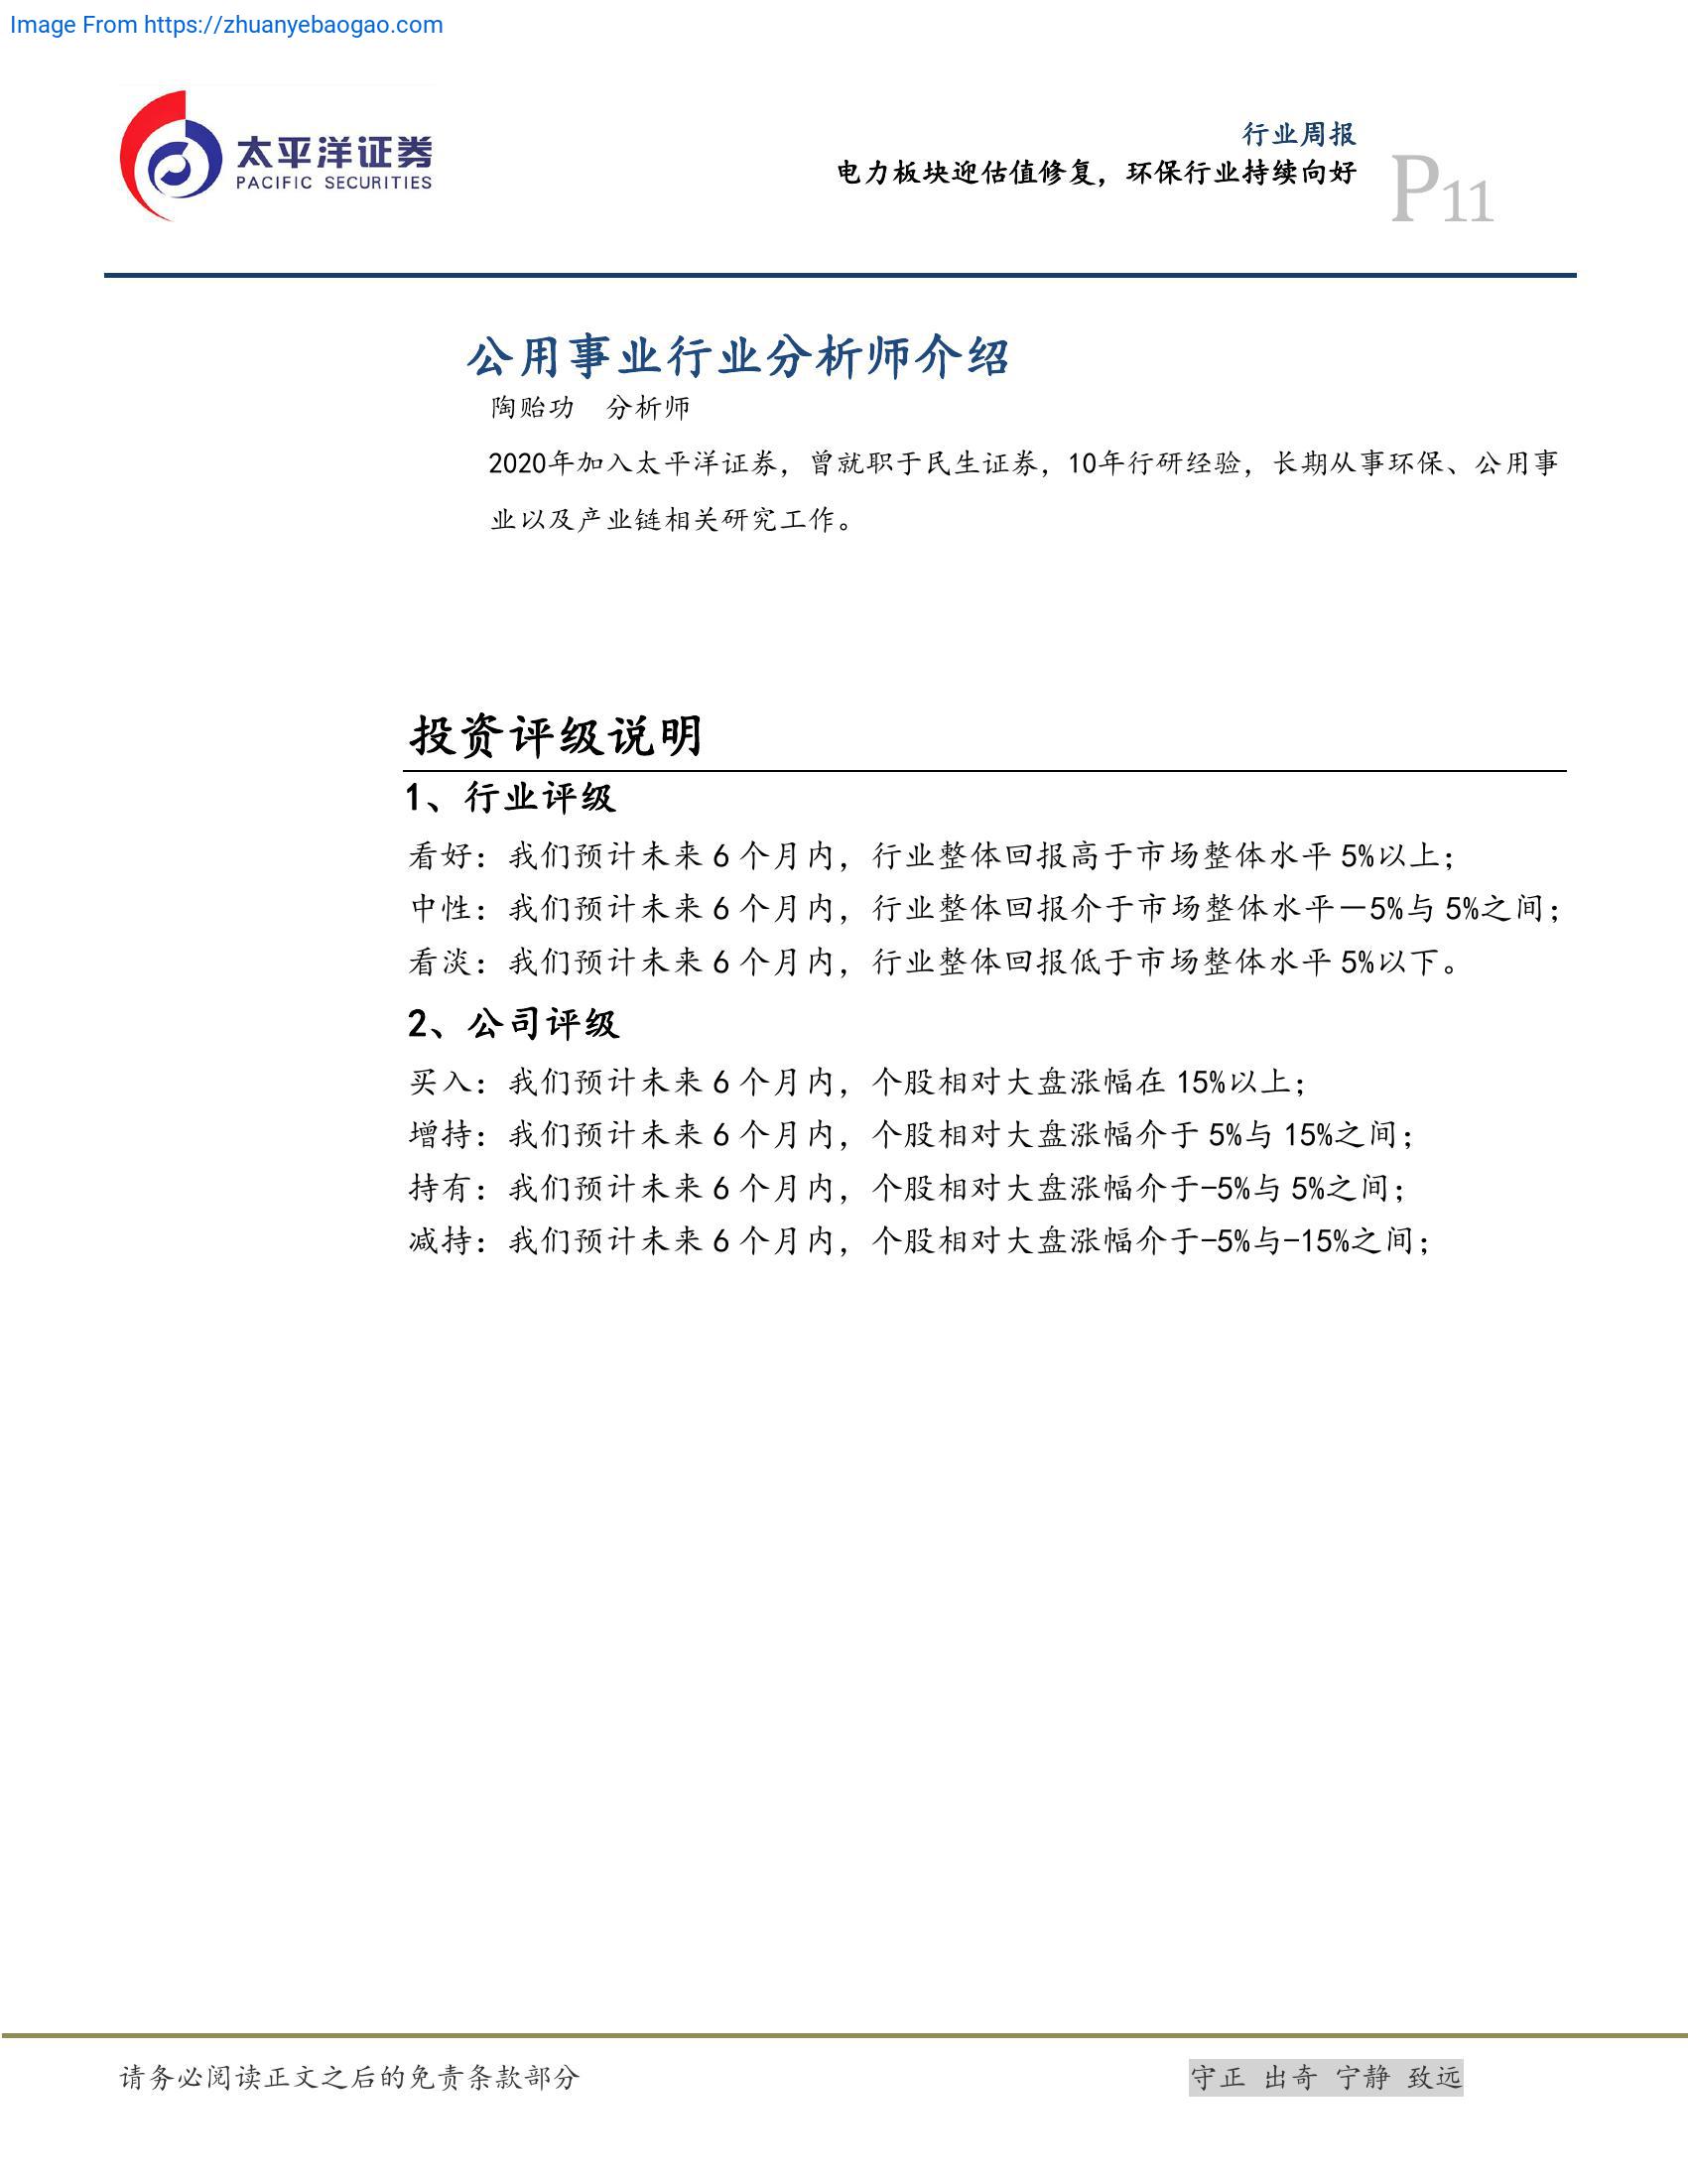 Image From https://zhuanyebaogao.com
太平洋证券
PACIFIC SECURITIES
行业周报
电力板块迎估值修复，环保行业持续向好
P11
公用事业行业分析师介绍
陶贻功　分析师
2020年加入太平洋证券，曾就职于民生证券，10年行研经验，长期从事环保、公用事
业以及产业链相关研究工作。
投资评级说明
1、行业评级
看好：我们预计未来 6 个月内，行业整体回报高于市场整体水平 5%以上；
中性：我们预计未来 6 个月内，行业整体回报介于市场整体水平－5%与 5%之间；
看淡：我们预计未来 6 个月内，行业整体回报低于市场整体水平 5%以下。
2、公司评级
买入：我们预计未来 6 个月内，个股相对大盘涨幅在 15%以上；
增持：我们预计未来 6 个月内，个股相对大盘涨幅介于 5%与 15%之间；
持有：我们预计未来 6 个月内，个股相对大盘涨幅介于-5%与 5%之间；
减持：我们预计未来 6 个月内，个股相对大盘涨幅介于-5%与-15%之间；
请务必阅读正文之后的免责条款部分
守正 出奇 宁静 致远